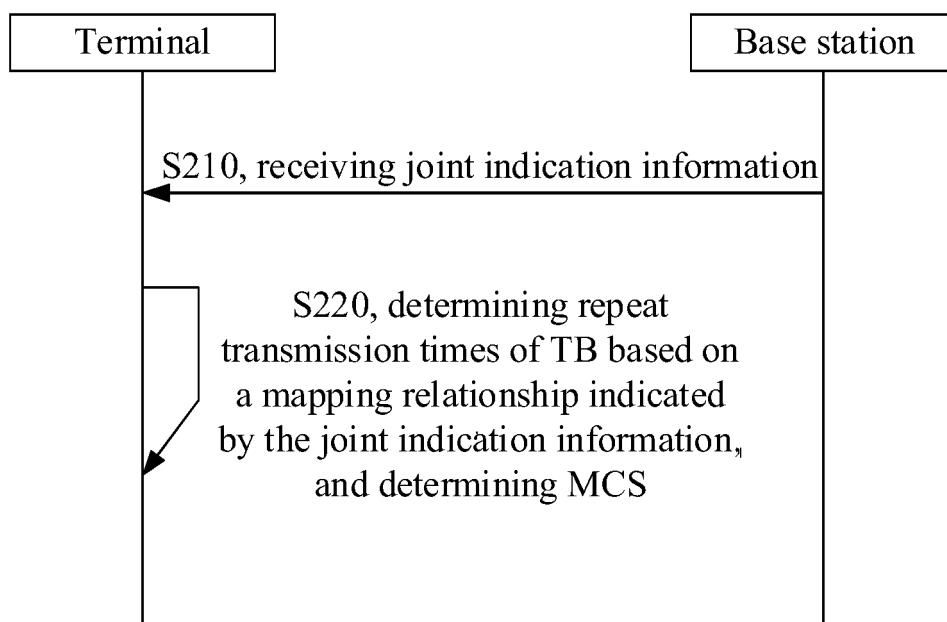 Terminal
Base station
S210, receiving joint indication information
S220, determining repeat
transmission times of TB based on
a mapping relationship indicated
by the joint indication information,
and determining MCS